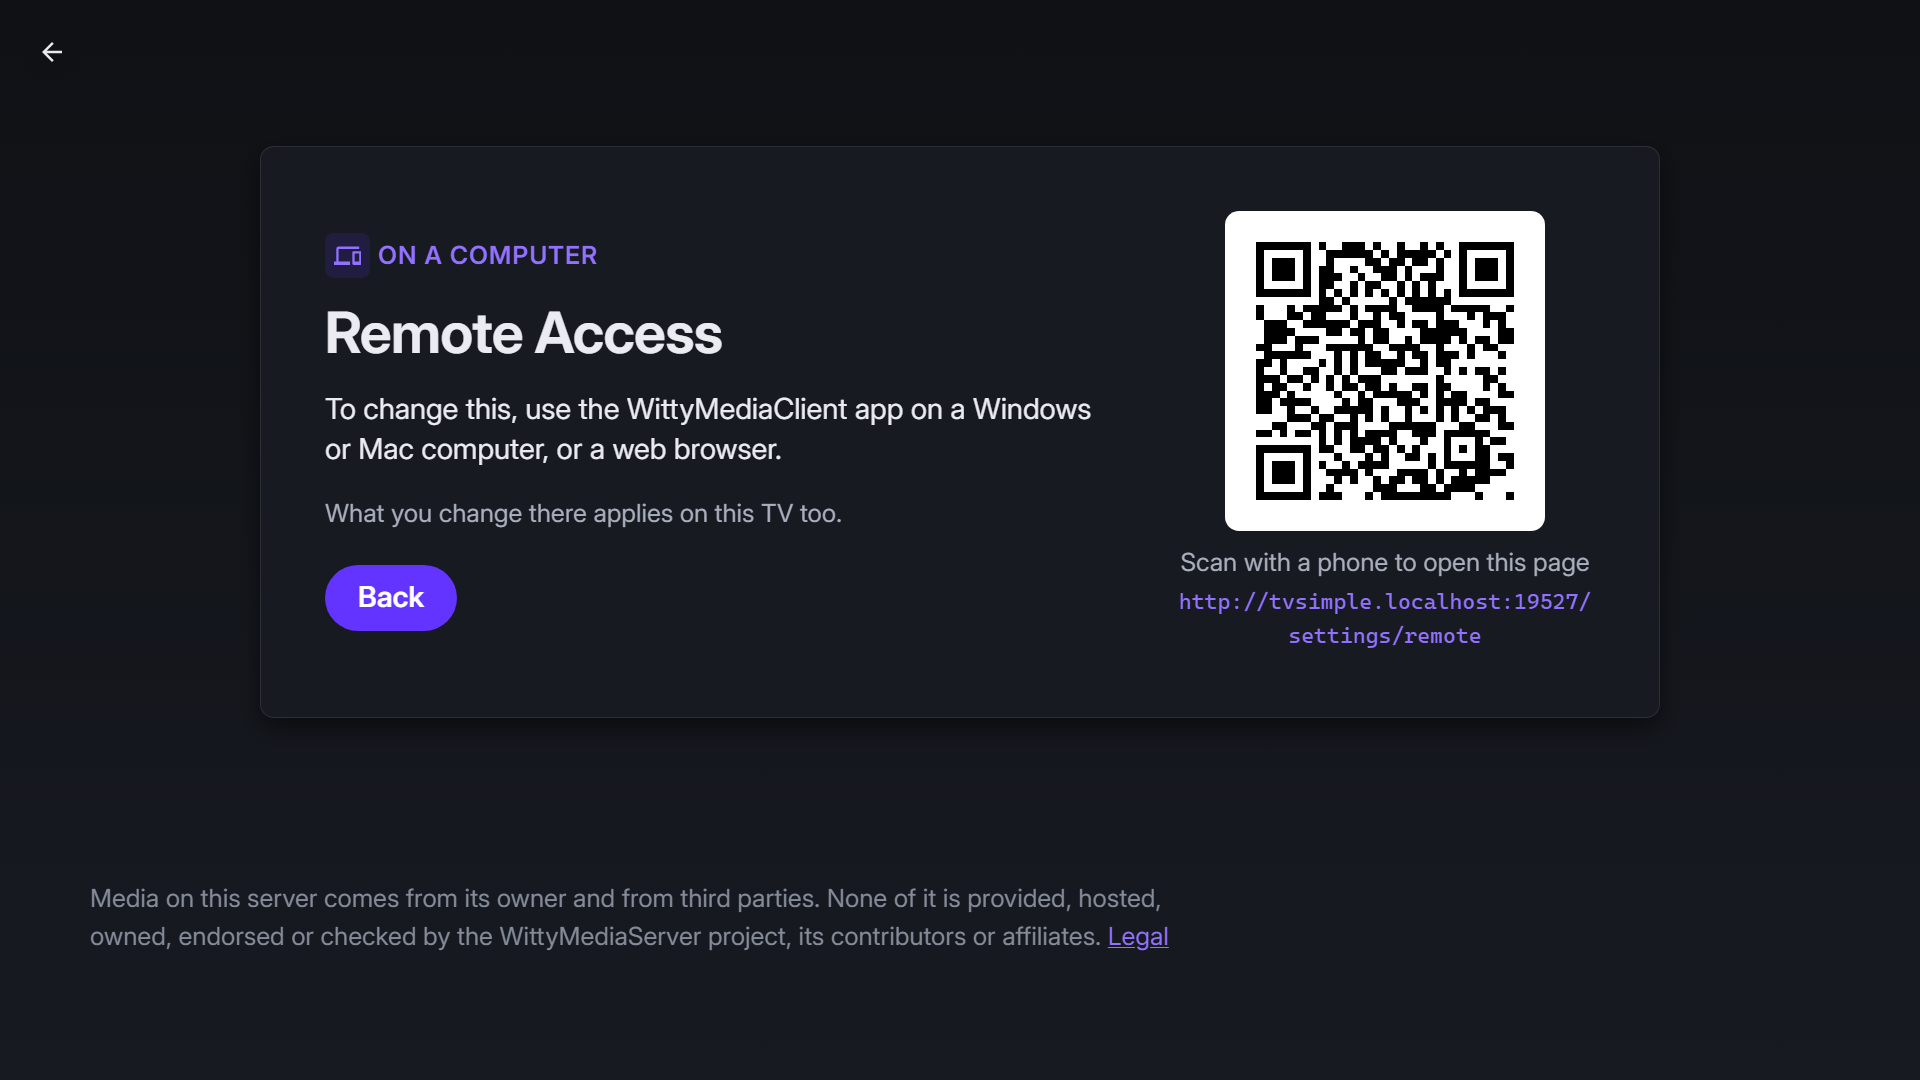 ON A COMPUTER
Remote Access
To change this, use the WittyMediaClient app on a Windows
or Mac computer, or a web browser.
What you change there applies on this TV too.
Back
Scan with a phone to open this page
http://tvsimple.localhost:19527/
settings/remote
Media on this server comes from its owner and from third parties. None of it is provided, hosted,
owned, endorsed or checked by the WittyMediaServer project, its contributors or affiliates. Legal